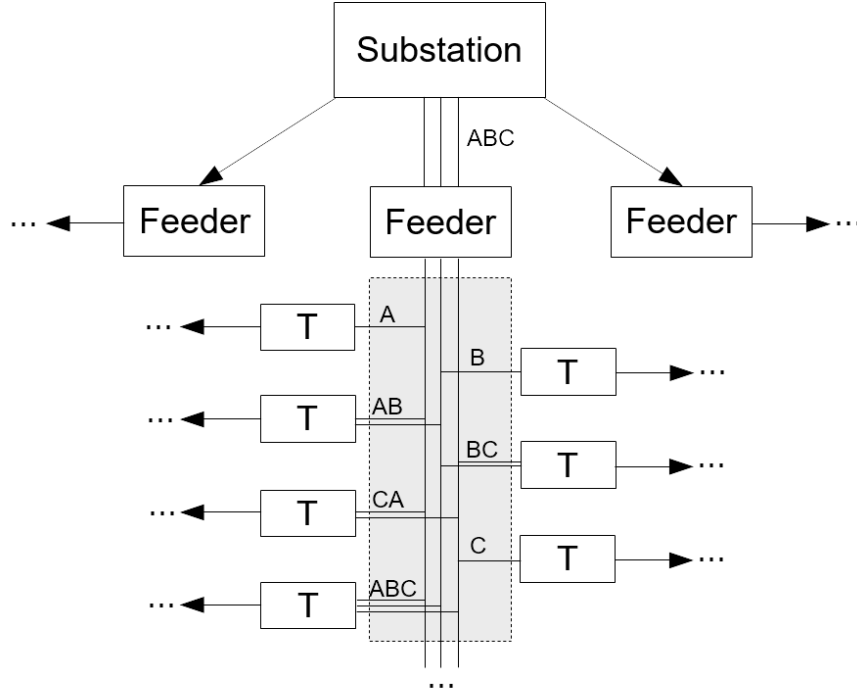 Substation
ABC
... Feeder Feeder Feeder ...
... T A
B T ...
... T AB
BC T ...
... T CA
C T ...
... T ABC
...